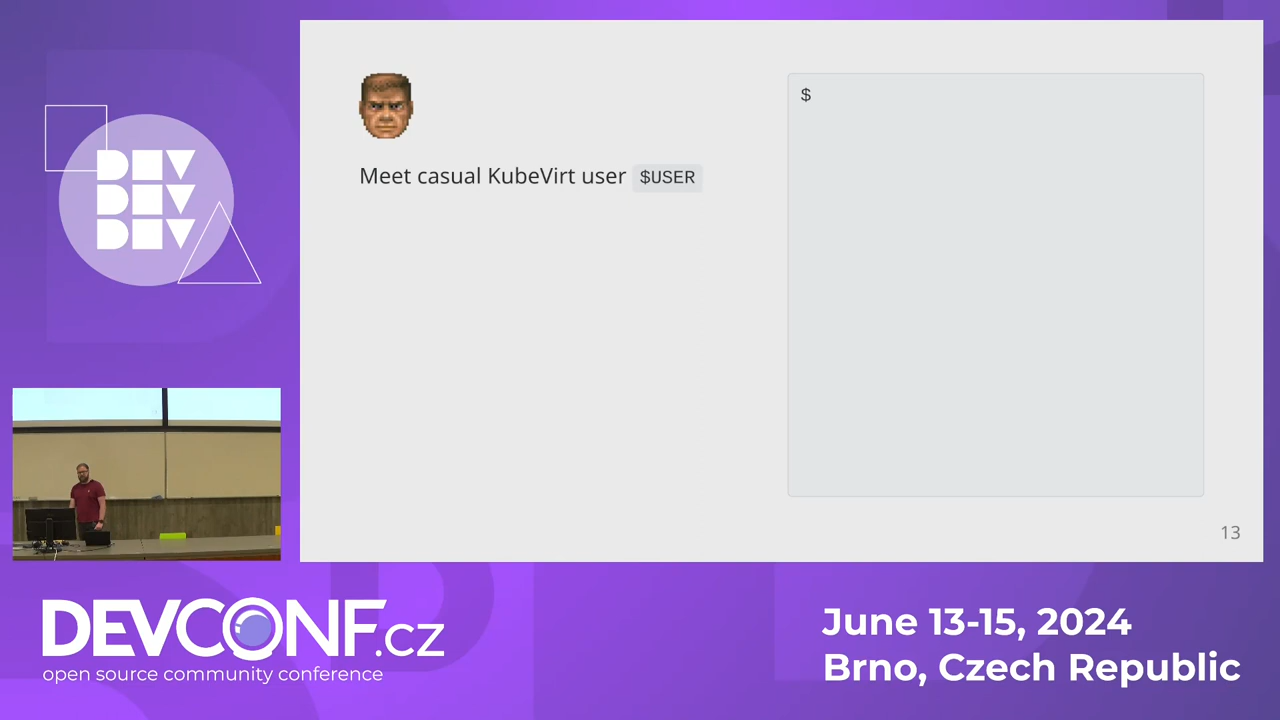 DEV
DEV
DEV
$
Meet casual KubeVirt user $USER
13
DEVCONF.cz
open source community conference
June 13-15, 2024
Brno, Czech Republic